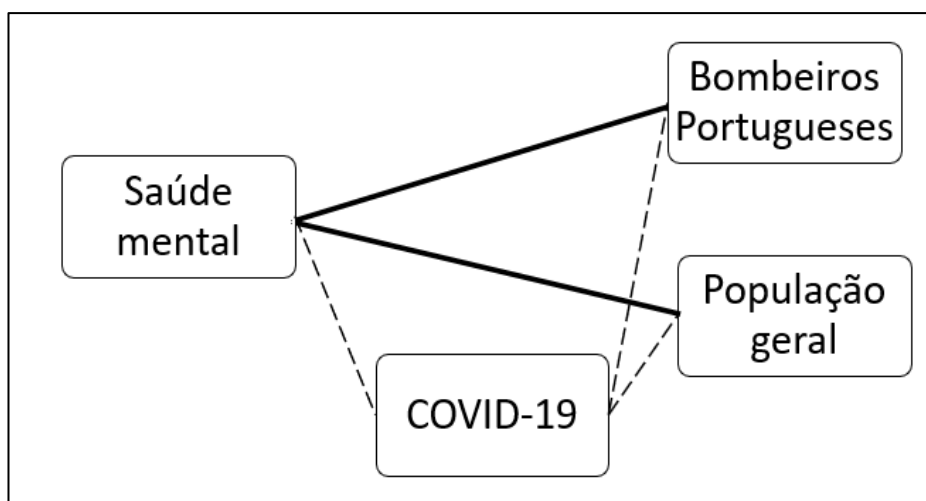 Bombeiros
Portugueses
Saúde
mental
População
geral
COVID-19